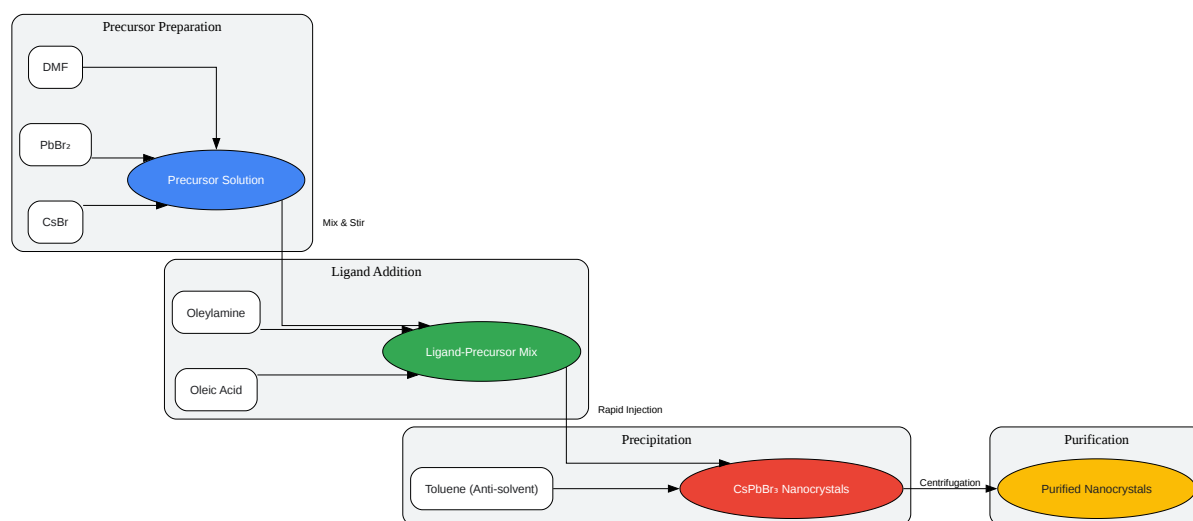 Precursor Preparation
DMF
PbBr₂
Precursor Solution
CsBr
Mix & Stir
Ligand Addition
Oleylamine
Ligand-Precursor Mix
Oleic Acid
Rapid Injection
Precipitation
Toluene (Anti-solvent)
CsPbBr₃ Nanocrystals
Centrifugation
Purification
Purified Nanocrystals